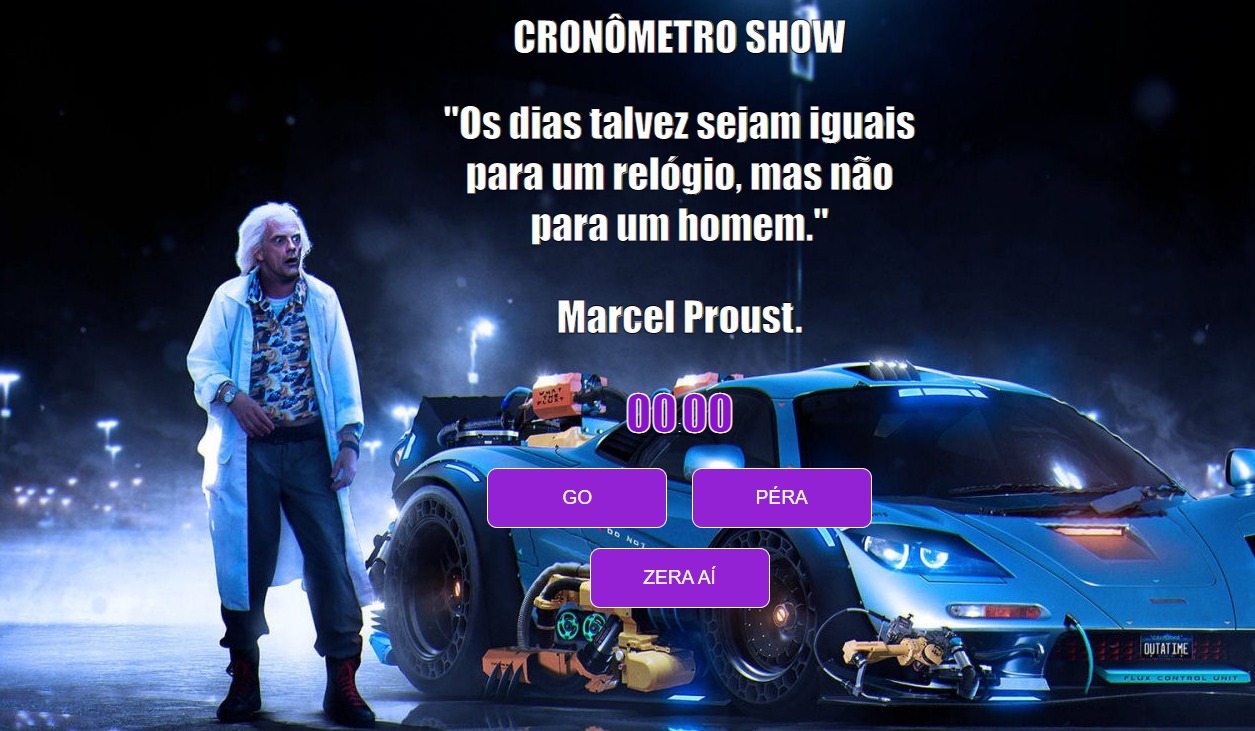 CRONÔMETRO SHOW
"Os dias talvez sejam iguais
para um relógio, mas não
para um homem."
Marcel Proust.
00:00
GO
PÉRA
ZERA AÍ
OUTATIME
FLUX CONTROL UNIT